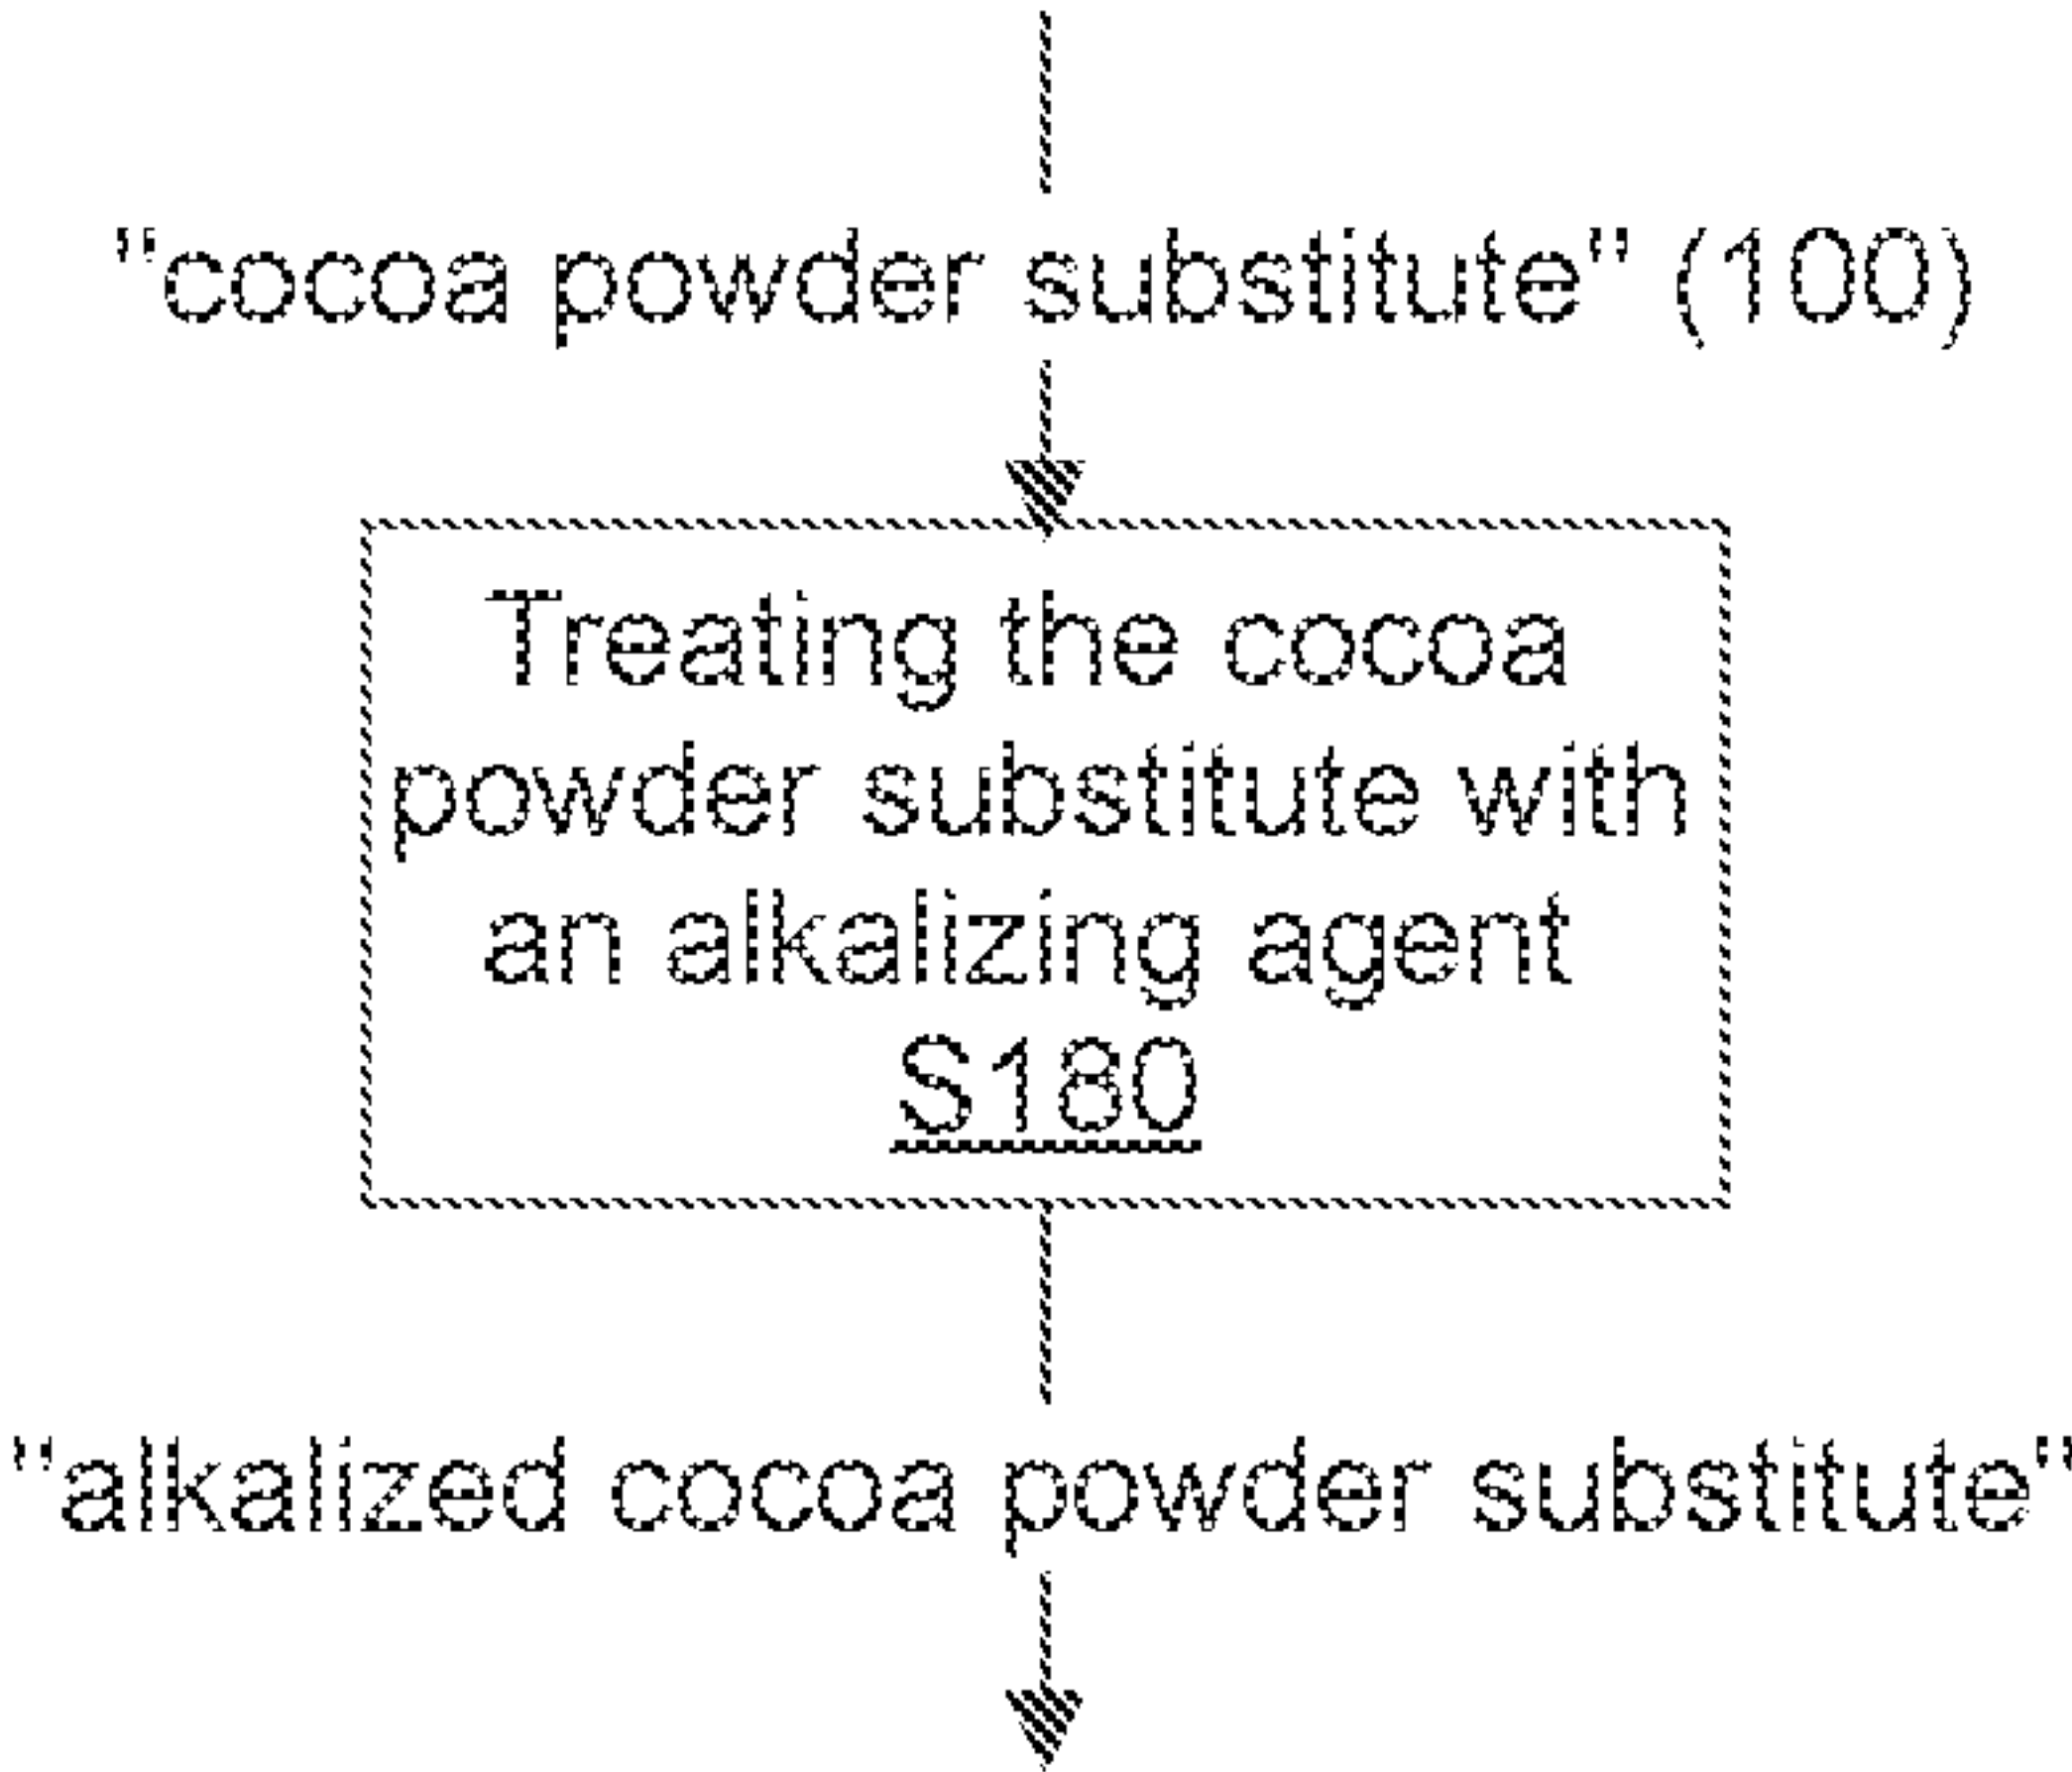 "cocoa powder substitute" (100)
Treating the cocoa
powder substitute with
an alkalizing agent
S180
"alkalized cocoa powder substitute"